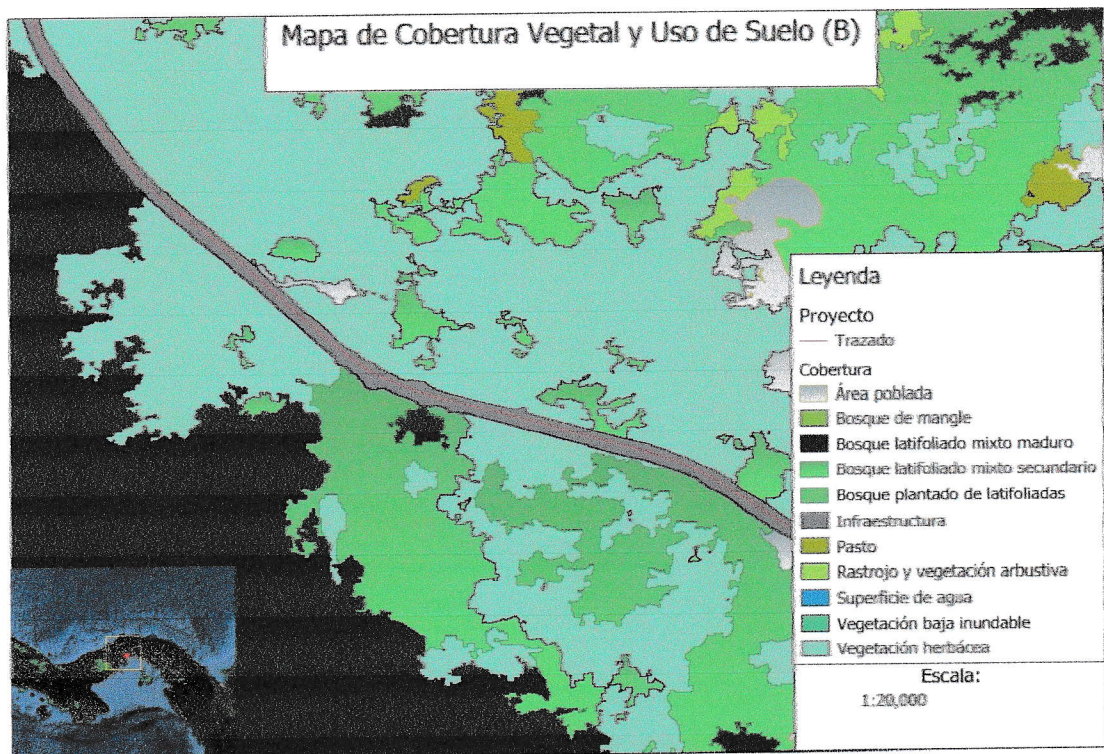 Mapa de Cobertura Vegetal y Uso de Suelo (B)
Leyenda
Proyecto
Trazado
Cobertura
Área poblada
Bosque de mangle
Bosque latifoliado mixto maduro
Bosque latifoliado mixto secundario
Bosque plantado de latifoliadas
Infraestructura
Pasto
Rastrojo y vegetación arbustiva
Superficie de agua
Vegetación baja inundable
Vegetación herbácea
Escala:
1:20,000